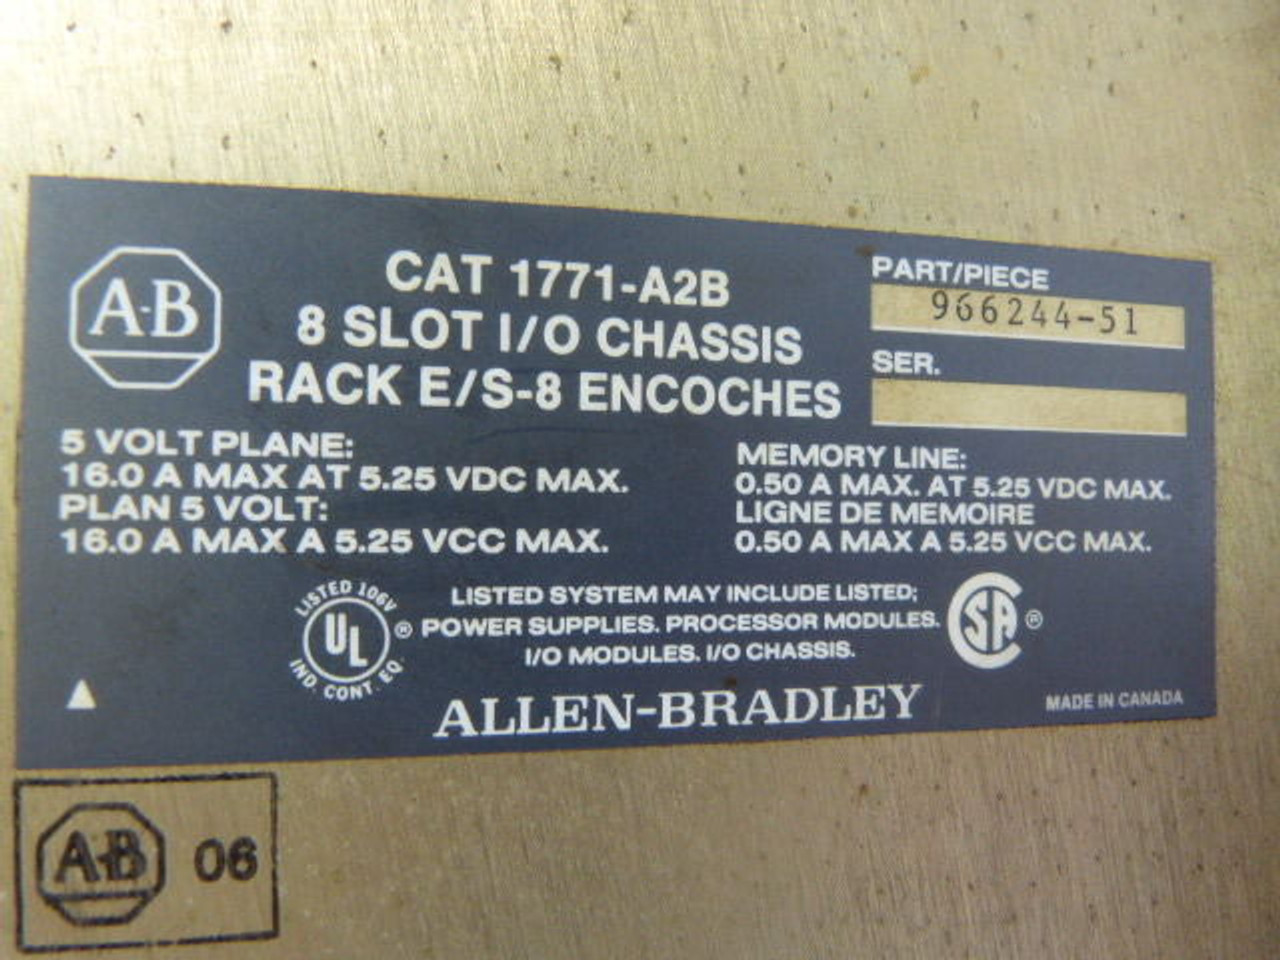 A-B
CAT 1771-A2B
8 SLOT I/O CHASSIS
RACK E/S-8 ENCOCHES
PART/PIECE
966244-51
SER.
5 VOLT PLANE:
16.0 A MAX AT 5.25 VDC MAX.
PLAN 5 VOLT:
16.0 A MAX A 5.25 VCC MAX.
MEMORY LINE:
0.50 A MAX. AT 5.25 VDC MAX.
LIGNE DE MEMOIRE
0.50 A MAX A 5.25 VCC MAX.
LISTED 106V
UL ®
IND. CONT. EQ.
LISTED SYSTEM MAY INCLUDE LISTED;
POWER SUPPLIES. PROCESSOR MODULES.
I/O MODULES. I/O CHASSIS.
SA ®
ALLEN-BRADLEY
MADE IN CANADA
A-B 06